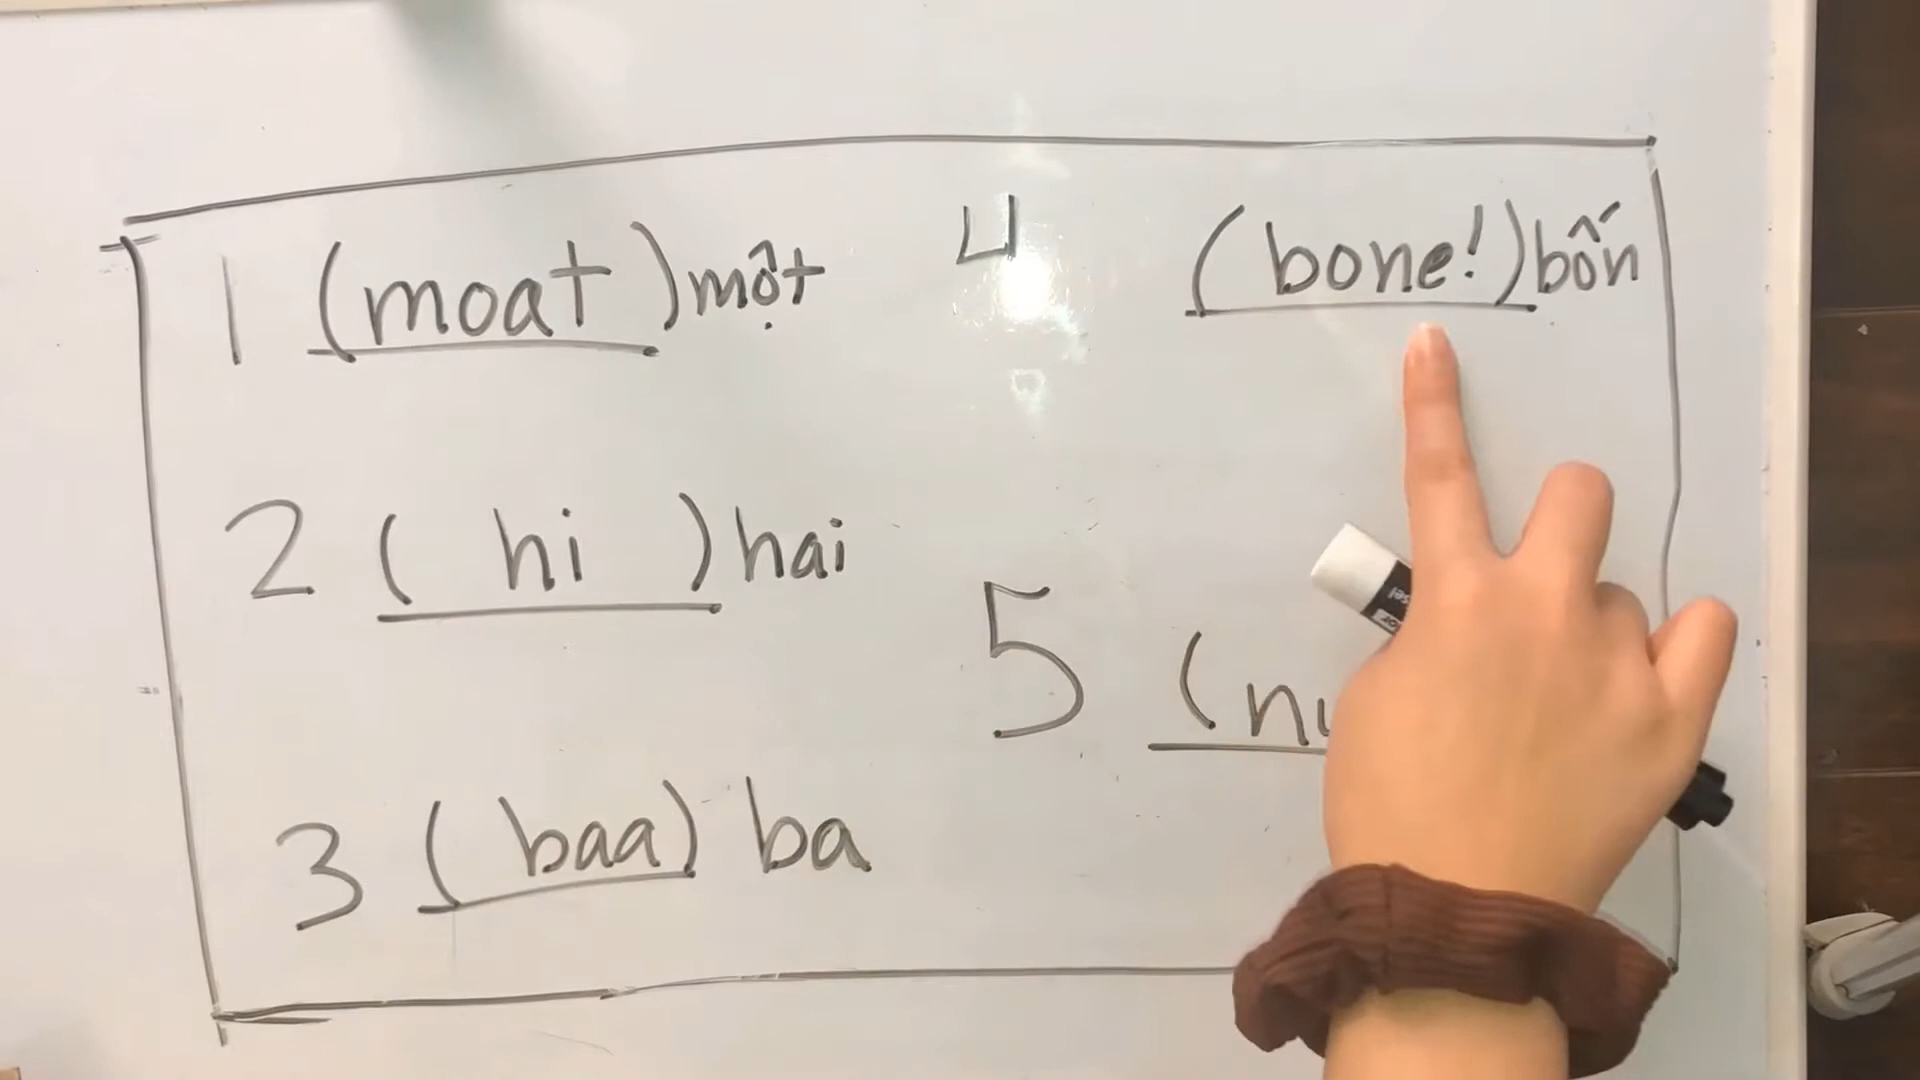 1 (moat) một
2 (hi) hai
3 (baa) ba
4 (bone!) bốn
5